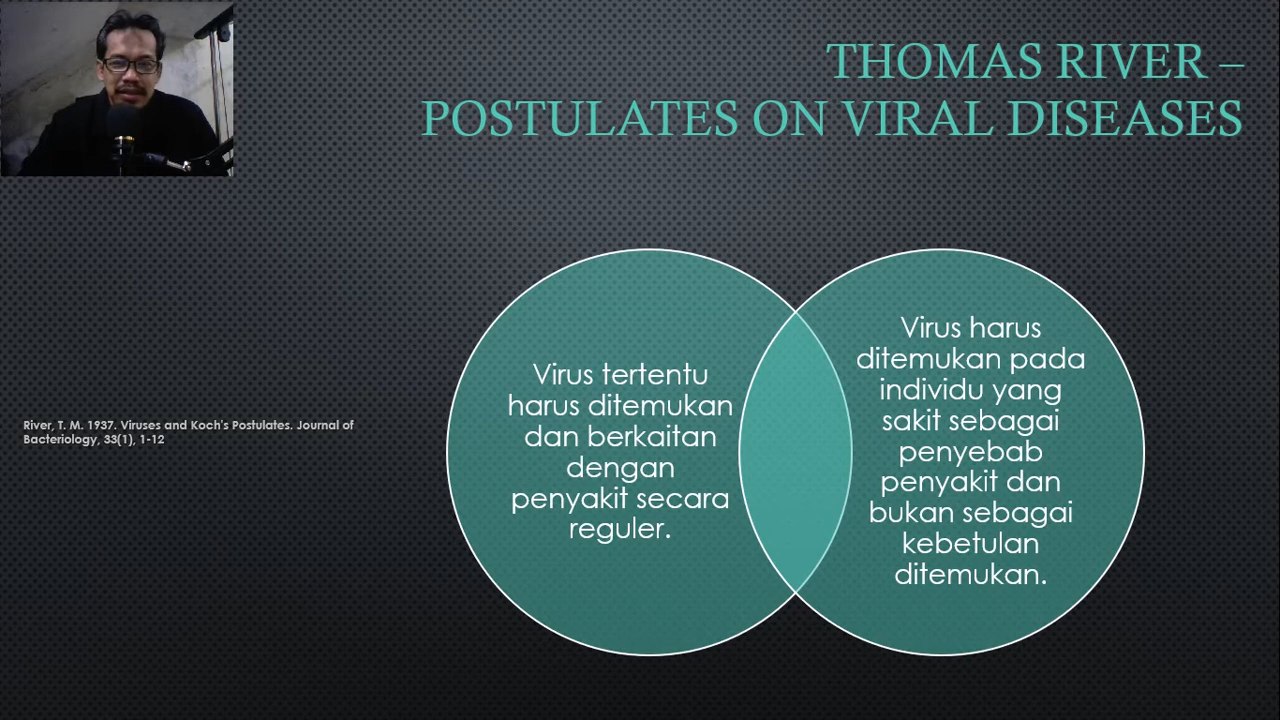 THOMAS RIVER –
POSTULATES ON VIRAL DISEASES
River, T. M. 1937. Viruses and Koch's Postulates. Journal of
Bacteriology, 33(1), 1-12
Virus tertentu
harus ditemukan
dan berkaitan
dengan
penyakit secara
reguler.
Virus harus
ditemukan pada
individu yang
sakit sebagai
penyebab
penyakit dan
bukan sebagai
kebetulan
ditemukan.